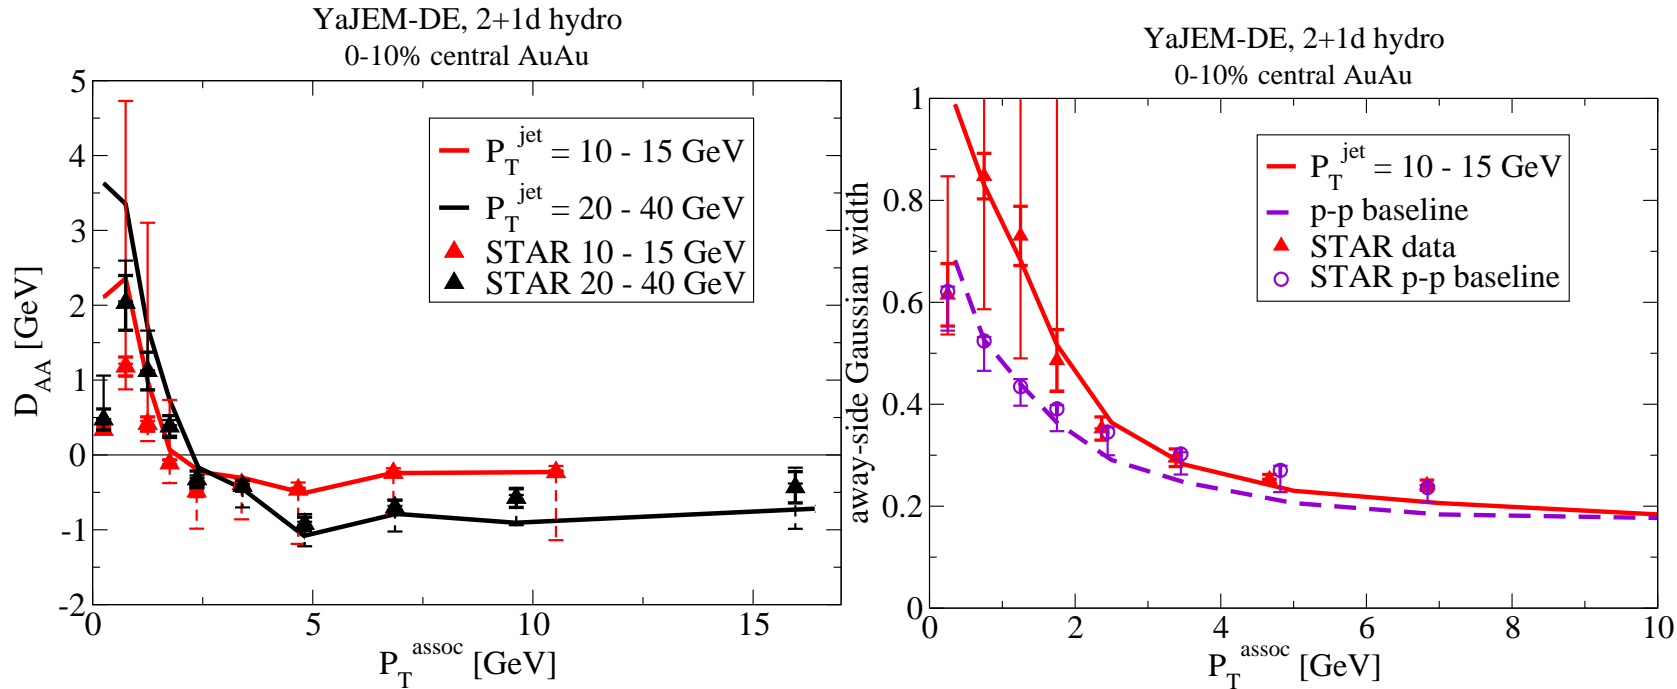 YaJEM-DE, 2+1d hydro
0-10% central AuAu
5
4
3
2
1
0
-1
-2
D_AA [GeV]
P_T^jet = 10 - 15 GeV
P_T^jet = 20 - 40 GeV
STAR 10 - 15 GeV
STAR 20 - 40 GeV
0 5 10 15
P_T^assoc [GeV]
YaJEM-DE, 2+1d hydro
0-10% central AuAu
1
0.8
0.6
0.4
0.2
0
away-side Gaussian width
P_T^jet = 10 - 15 GeV
p-p baseline
STAR data
STAR p-p baseline
0 2 4 6 8 10
P_T^assoc [GeV]